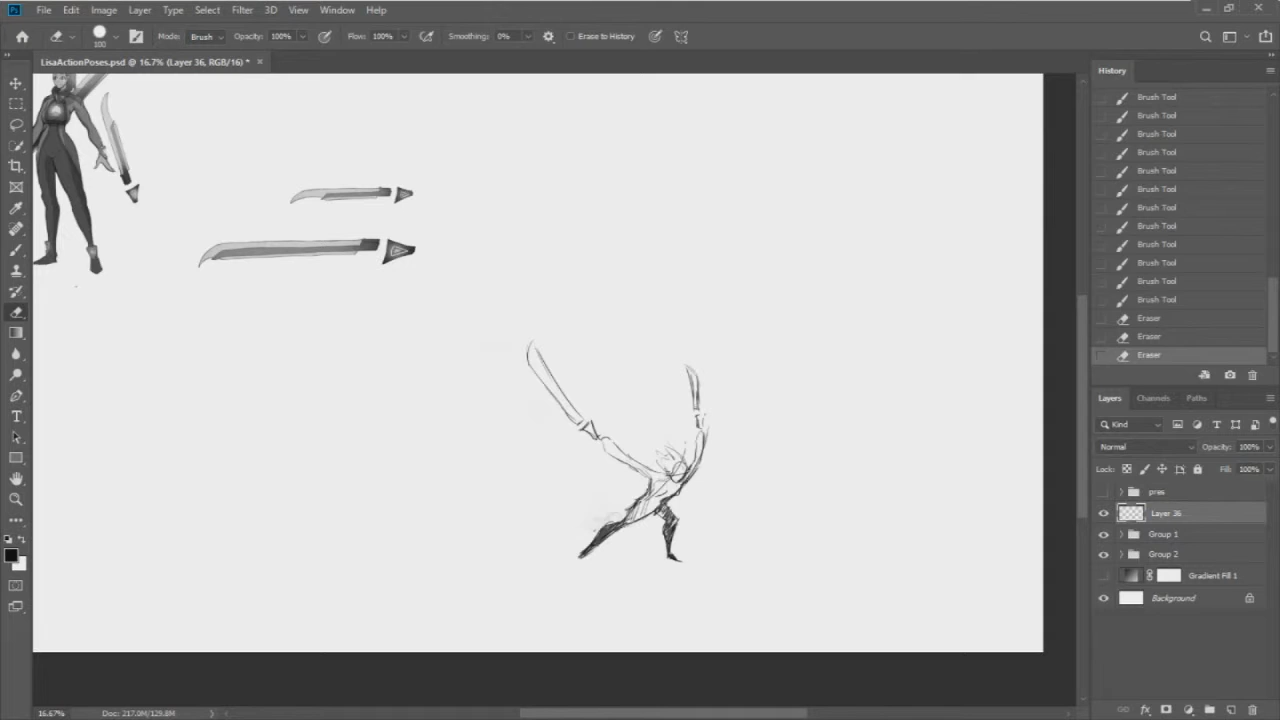 Ps File Edit Image Layer Type Select Filter 3D View Window Help
100 Mode: Brush Opacity: 100% Flow: 100% Smoothing: 0% Erase to History
LisaActionPoses.psd @ 16.7% (Layer 36, RGB/16) *
History
Brush Tool
Brush Tool
Brush Tool
Brush Tool
Brush Tool
Brush Tool
Brush Tool
Brush Tool
Brush Tool
Brush Tool
Brush Tool
Brush Tool
Eraser
Eraser
Eraser
Layers Channels Paths
Kind
Normal Opacity: 100%
Lock: Fill: 100%
pres
Layer 36
Group 1
Group 2
Gradient Fill 1
Background
16.67% Doc: 217.0M/129.8M